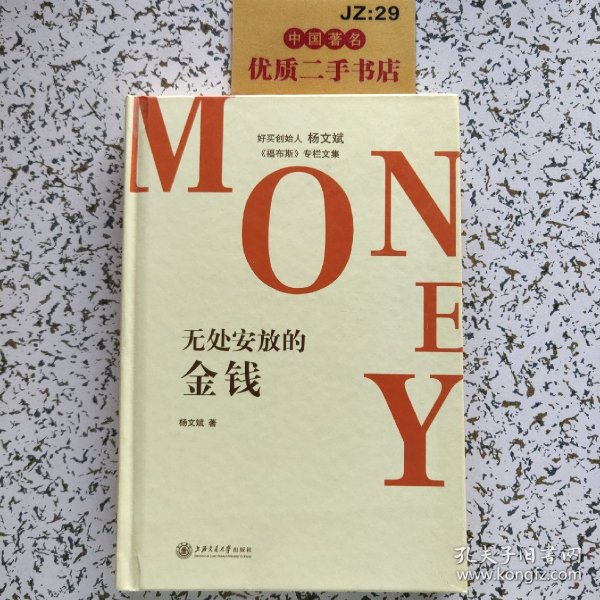 JZ:29
中国著名
优质二手书店
MONEY
好买创始人 杨文斌
《福布斯》专栏文集
无处安放的
金钱
杨文斌 著
上海交通大学出版社
孔夫子旧书网
www.kongfz.com